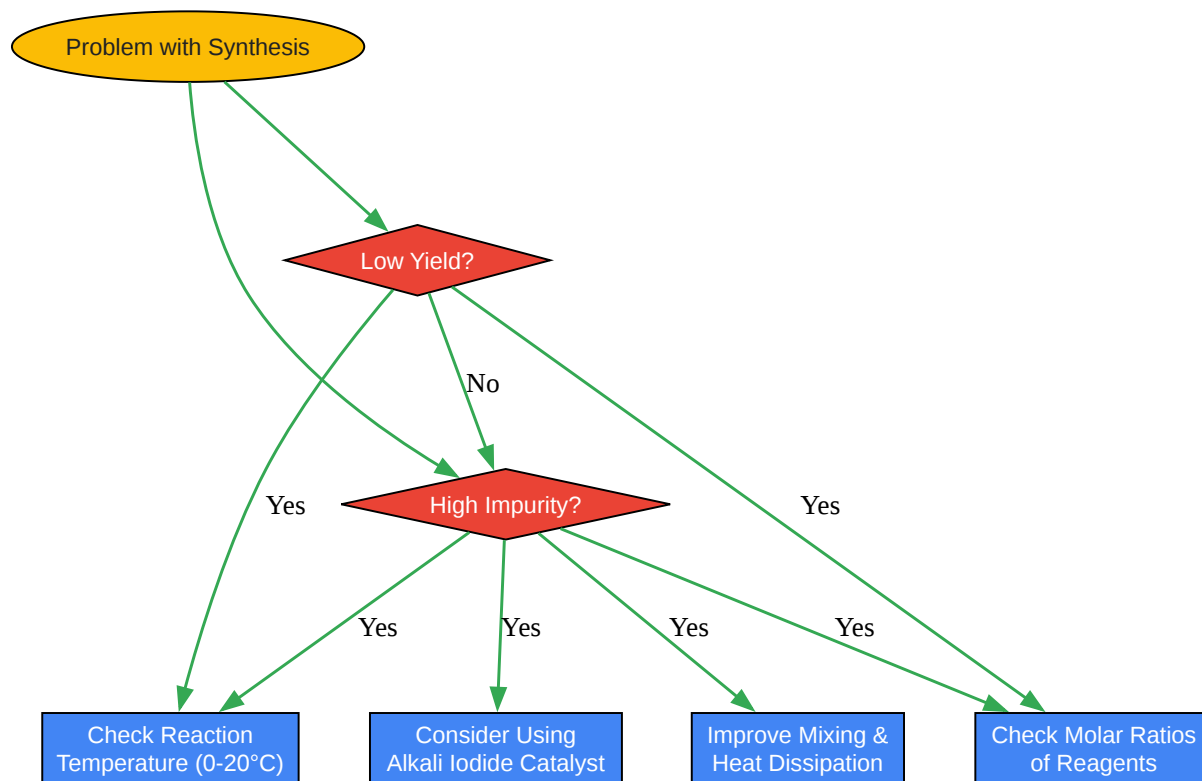 Problem with Synthesis
Low Yield?
No
High Impurity?
Yes
Yes
Yes
Yes
Yes
Yes
Check Reaction
Temperature (0-20°C)
Consider Using
Alkali Iodide Catalyst
Improve Mixing &
Heat Dissipation
Check Molar Ratios
of Reagents